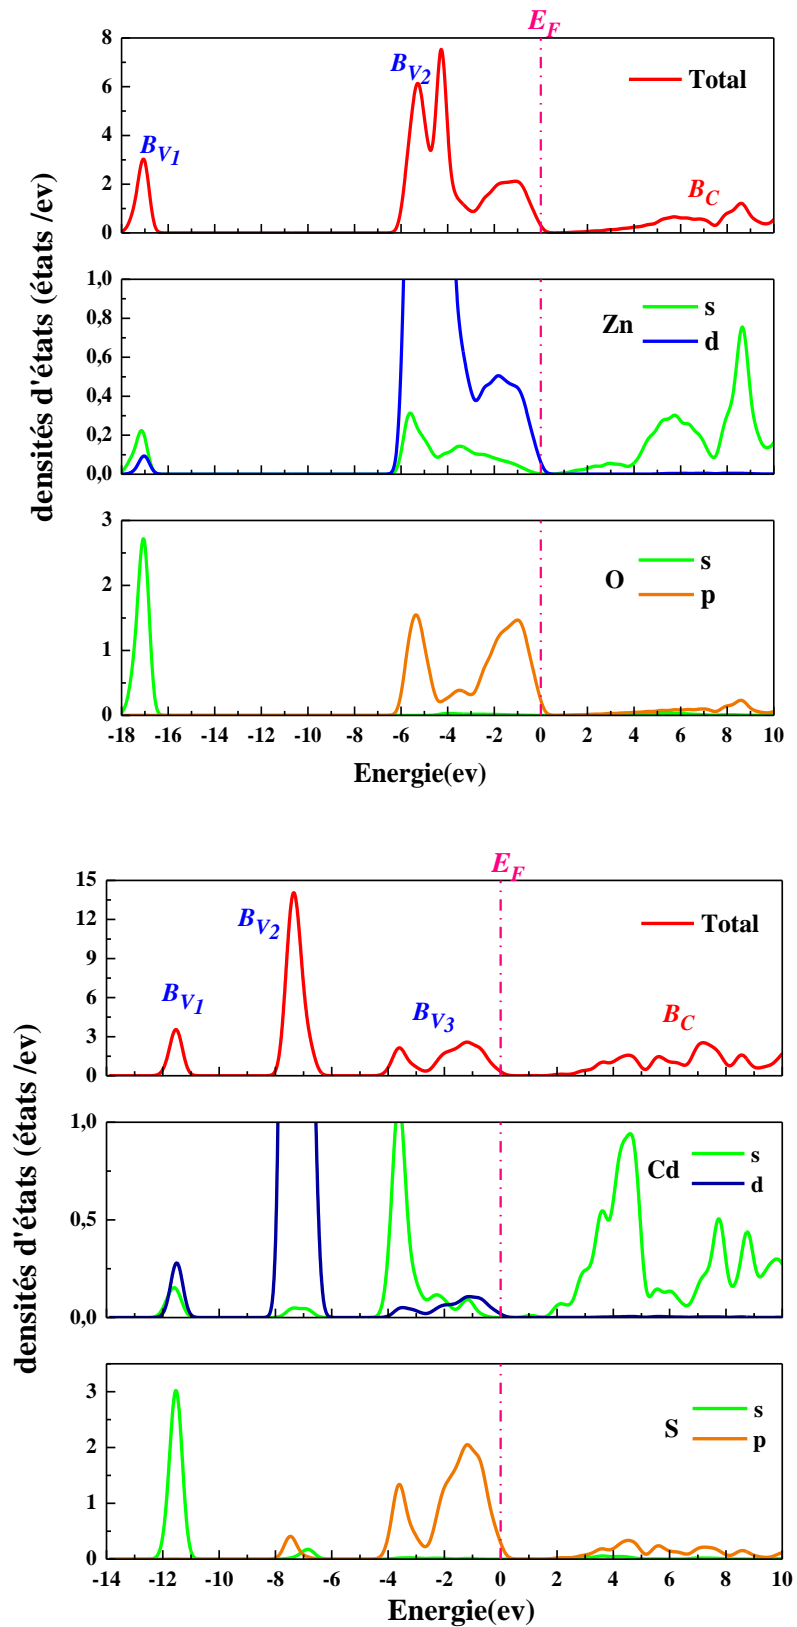 E_F
8
B_V2
Total
6
B_V1
4
B_C
2
0
1,0
s
0,8
Zn
d
0,6
0,4
0,2
0,0
3
s
O
p
2
1
0
-18 -16 -14 -12 -10 -8 -6 -4 -2 0 2 4 6 8 10
Energie(ev)
densités d'états (états /ev)
E_F
15
B_V2
Total
12
9
B_V1
B_V3
B_C
6
3
0
1,0
s
Cd
d
0,5
0,0
3
s
S
p
2
1
0
-14 -12 -10 -8 -6 -4 -2 0 2 4 6 8 10
Energie(ev)
densités d'états (états /ev)